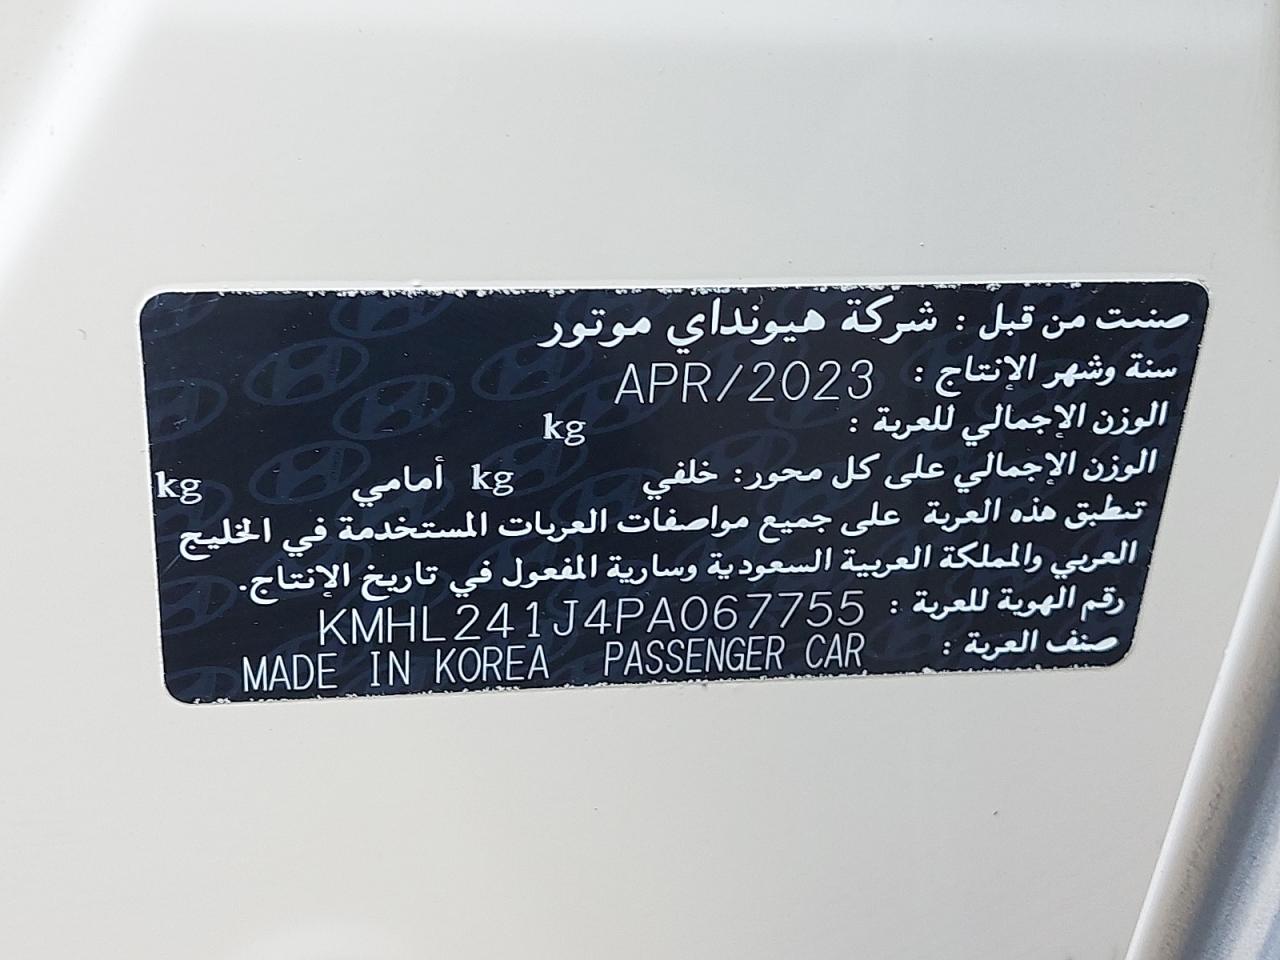 صنعت من قبل : شركة هيونداي موتور
سنة وشهر الإنتاج : APR/2023
الوزن الإجمالي للعربة : kg
الوزن الإجمالي على كل محور: خلفي kg أمامي kg
تنطبق هذه العربة على جميع مواصفات العربات المستخدمة في الخليج
العربي والمملكة العربية السعودية وسارية المفعول في تاريخ الإنتاج.
رقم الهوية للعربة : KMHL241J4PA067755
صنف العربة : PASSENGER CAR MADE IN KOREA